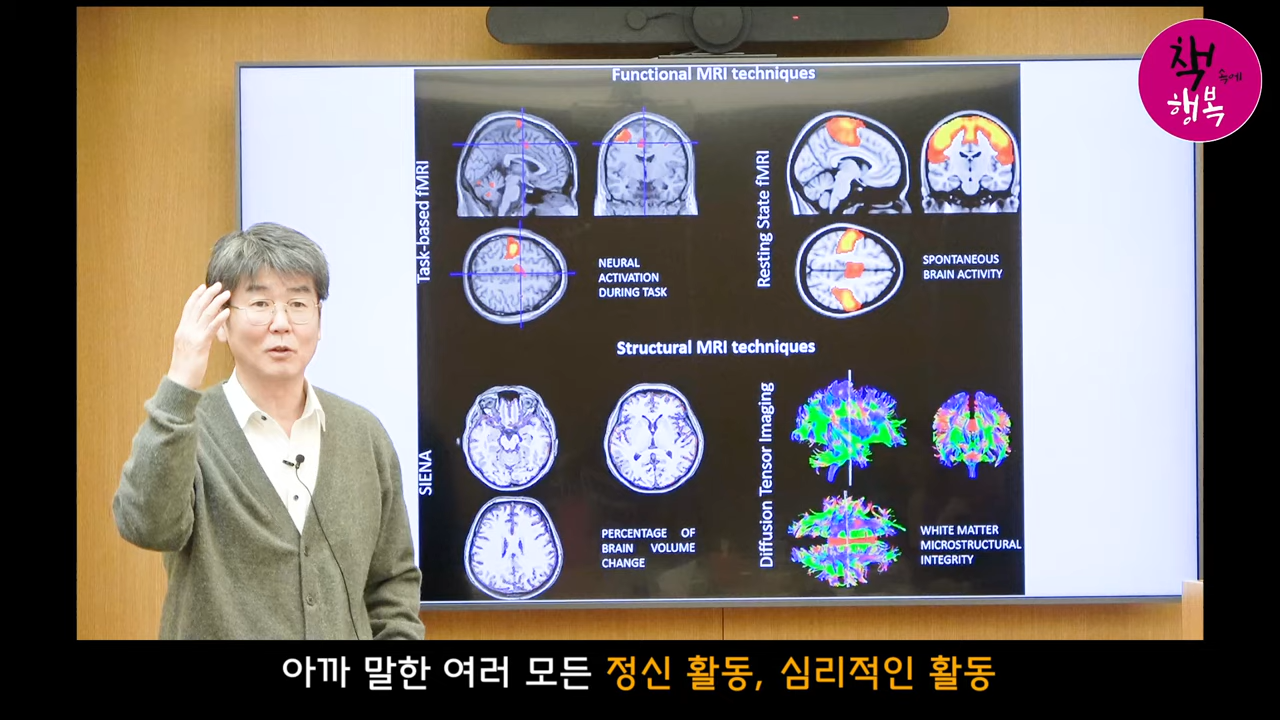 책
속에
행복
Functional MRI techniques
Task-based fMRI
NEURAL
ACTIVATION
DURING TASK
Resting State fMRI
SPONTANEOUS
BRAIN ACTIVITY
Structural MRI techniques
SIENA
PERCENTAGE OF
BRAIN VOLUME
CHANGE
Diffusion Tensor Imaging
WHITE MATTER
MICROSTRUCTURAL
INTEGRITY
아까 말한 여러 모든 정신 활동, 심리적인 활동